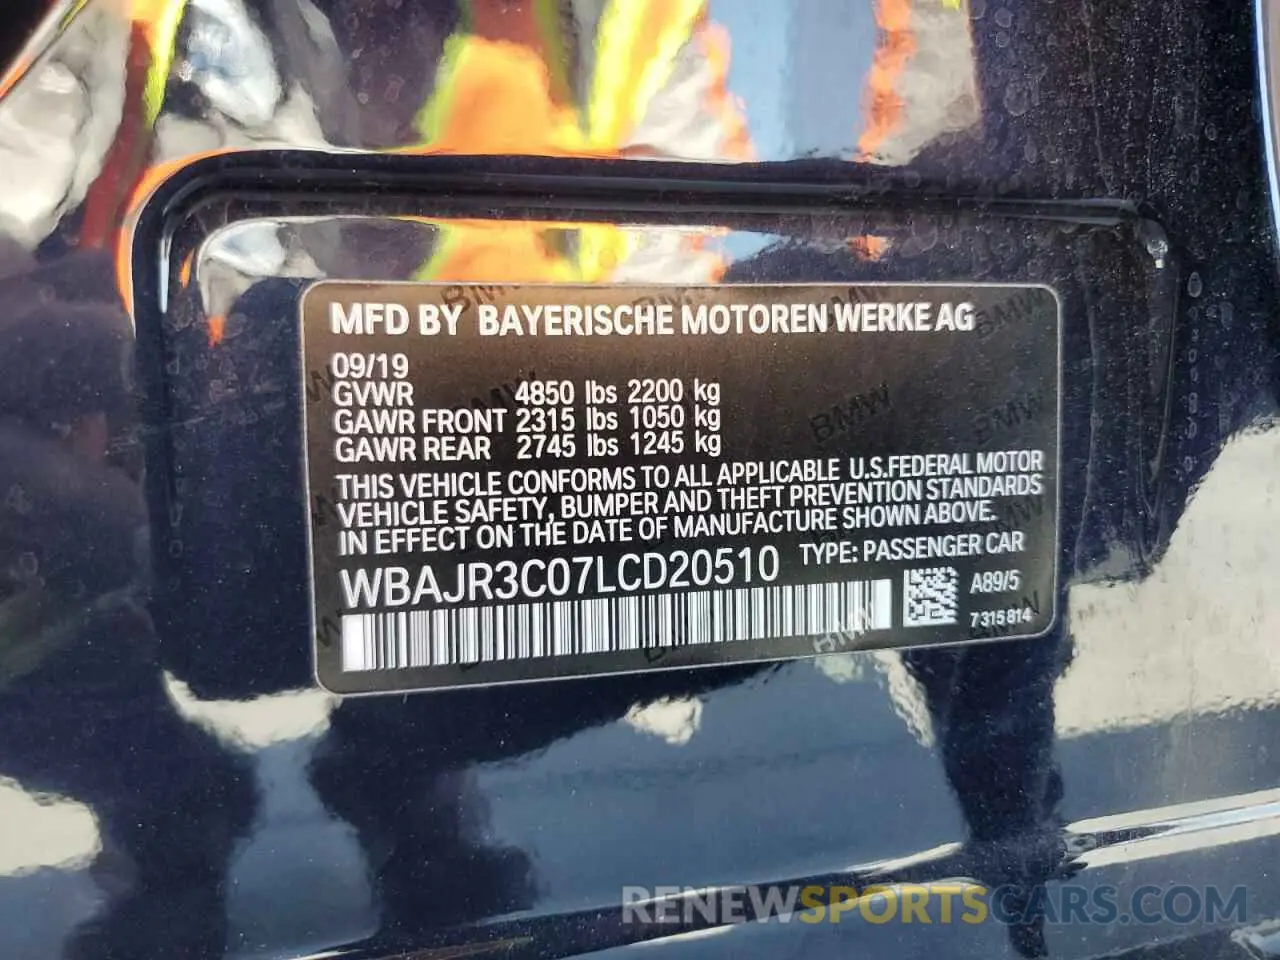 MFD BY BAYERISCHE MOTOREN WERKE AG
09/19
GVWR 4850 lbs 2200 kg
GAWR FRONT 2315 lbs 1050 kg
GAWR REAR 2745 lbs 1245 kg
THIS VEHICLE CONFORMS TO ALL APPLICABLE U.S.FEDERAL MOTOR
VEHICLE SAFETY, BUMPER AND THEFT PREVENTION STANDARDS
IN EFFECT ON THE DATE OF MANUFACTURE SHOWN ABOVE.
WBAJR3C07LCD20510 TYPE: PASSENGER CAR
A89/5
7315814
RENEWSPORTSCARS.COM